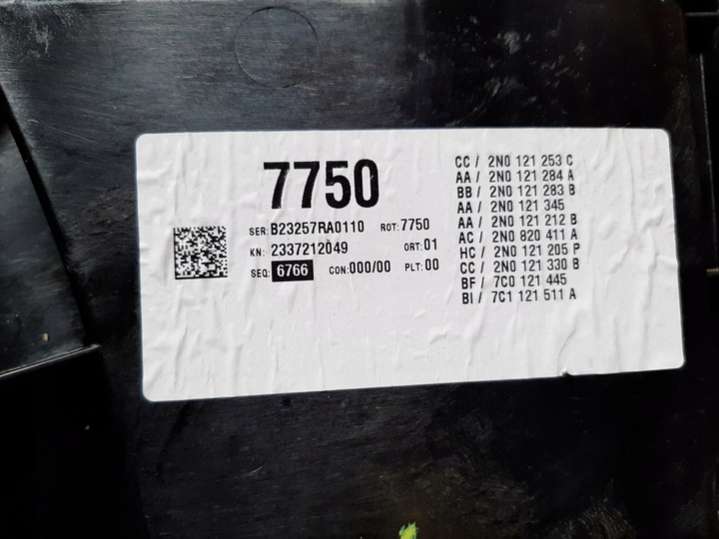 7750
SER: B23257RA0110 ROT: 7750
KN: 2337212049 ORT: 01
SEQ: 6766 CON: 000/00 PLT: 00
CC / 2N0 121 253 C
AA / 2N0 121 284 A
BB / 2N0 121 283 B
AA / 2N0 121 345
AA / 2N0 121 212 B
AC / 2N0 820 411 A
HC / 2N0 121 205 P
CC / 2N0 121 330 B
BF / 7C0 121 445
BI / 7C1 121 511 A